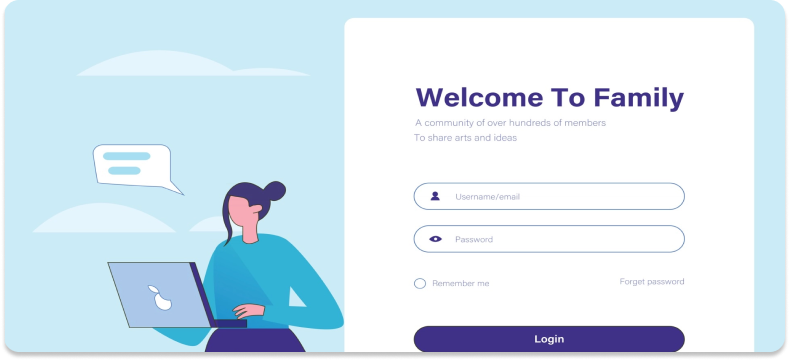 Welcome To Family
A community of over hundreds of members
To share arts and ideas
Username/email
Password
Remember me
Forget password
Login